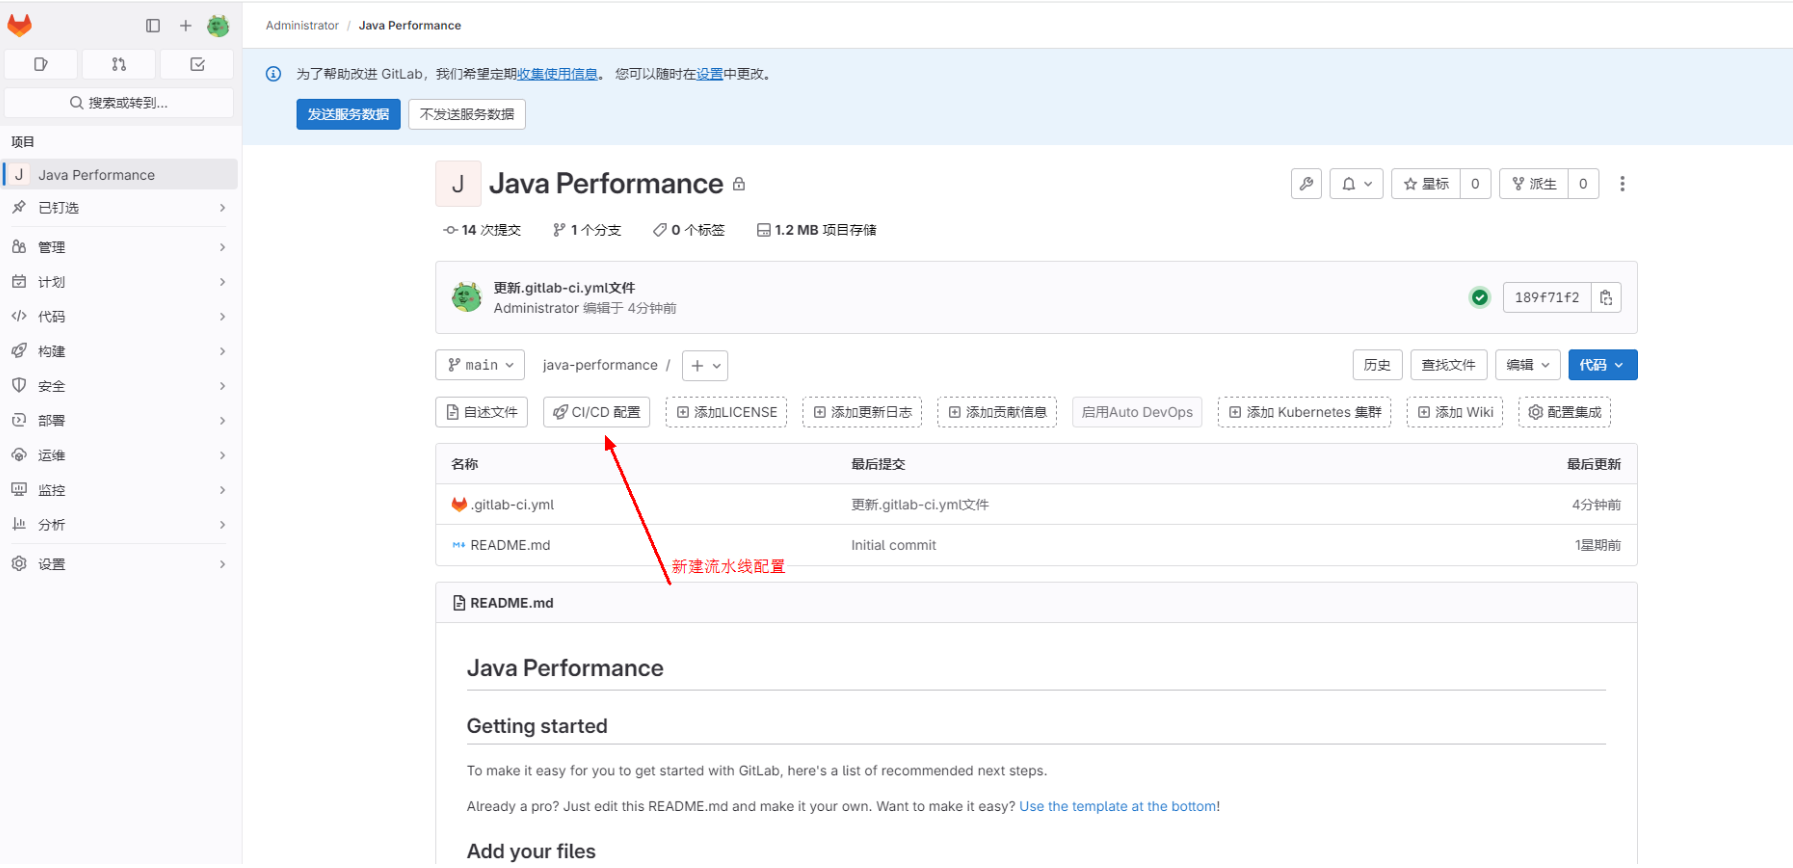 Administrator / Java Performance
搜索或转到...
项目
J Java Performance
已钉选
管理
计划
代码
构建
安全
部署
运维
监控
分析
设置
为了帮助改进 GitLab，我们希望定期收集使用信息。 您可以随时在设置中更改。
发送服务数据 不发送服务数据
J Java Performance
星标 0 派生 0
14 次提交 1 个分支 0 个标签 1.2 MB 项目存储
更新.gitlab-ci.yml文件
Administrator 编辑于 4分钟前
189f71f2
main java-performance / +
历史 查找文件 编辑 代码
自述文件 CI/CD 配置 添加LICENSE 添加更新日志 添加贡献信息 启用Auto DevOps 添加 Kubernetes 集群 添加 Wiki 配置集成
名称 最后提交 最后更新
.gitlab-ci.yml 更新.gitlab-ci.yml文件 4分钟前
README.md Initial commit 1星期前
新建流水线配置
README.md
Java Performance
Getting started
To make it easy for you to get started with GitLab, here's a list of recommended next steps.
Already a pro? Just edit this README.md and make it your own. Want to make it easy? Use the template at the bottom!
Add your files